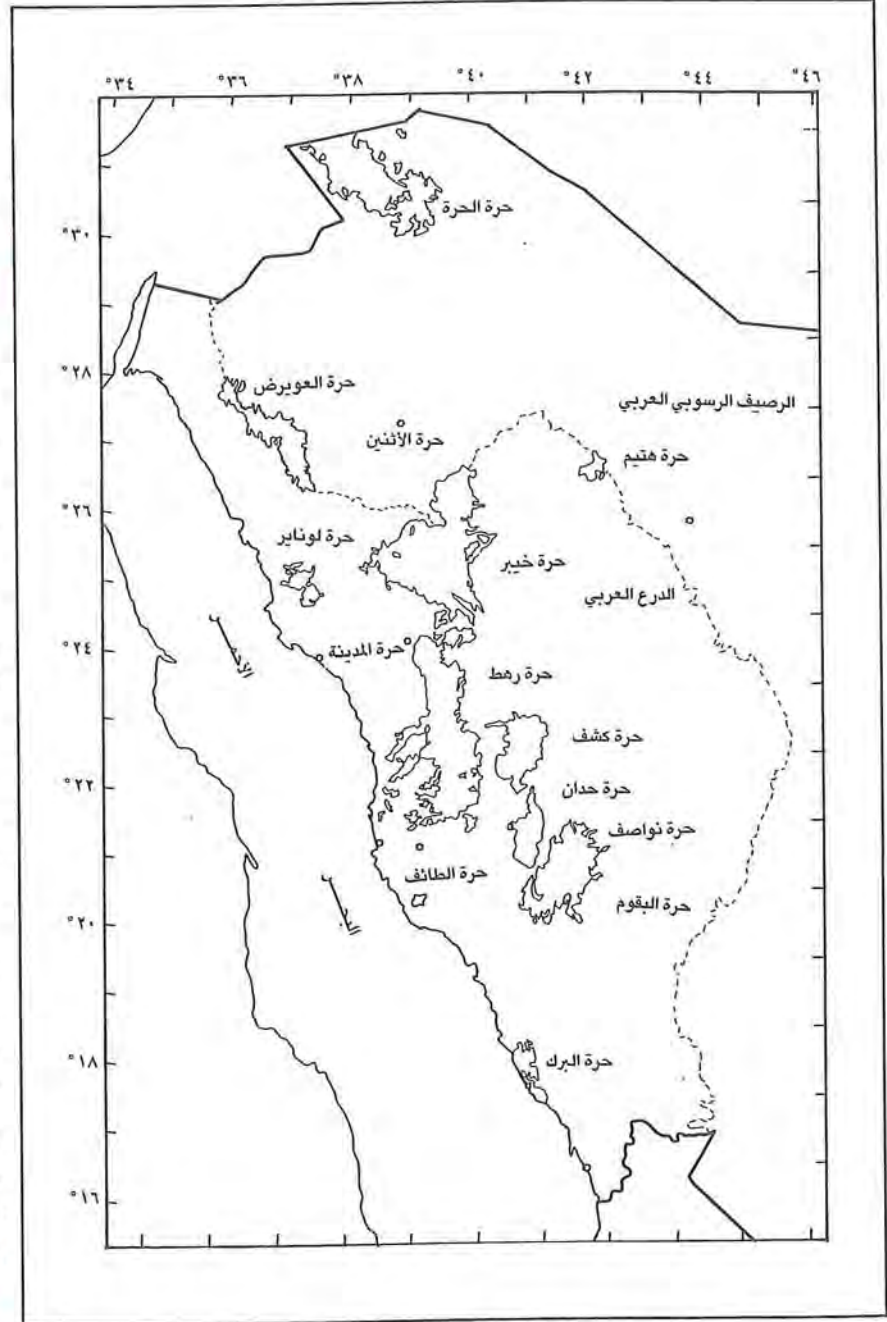 °٣٤ °٣٦ °٣٨ °٤٠ °٤٢ °٤٤ °٤٦
حرة الحرة
°٣٠
°٢٨
حرة العويرض
الرصيف الرسوبي العربي
حرة الأثنين
حرة هتيم
°٢٦
حرة لوناير
حرة خيبر
الدرع العربي
°٢٤
حرة المدينة
حرة رهط
حرة كشف
°٢٢
حرة حدان
حرة نواصف
حرة الطائف
حرة البقوم
°٢٠
°١٨
حرة البرك
°١٦